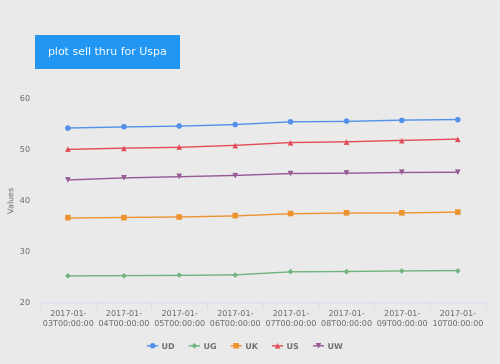 plot sell thru for Uspa
60
50
40
30
20
Values
2017-01-
03T00:00:00
2017-01-
04T00:00:00
2017-01-
05T00:00:00
2017-01-
06T00:00:00
2017-01-
07T00:00:00
2017-01-
08T00:00:00
2017-01-
09T00:00:00
2017-01-
10T00:00:00
UD UG UK US UW